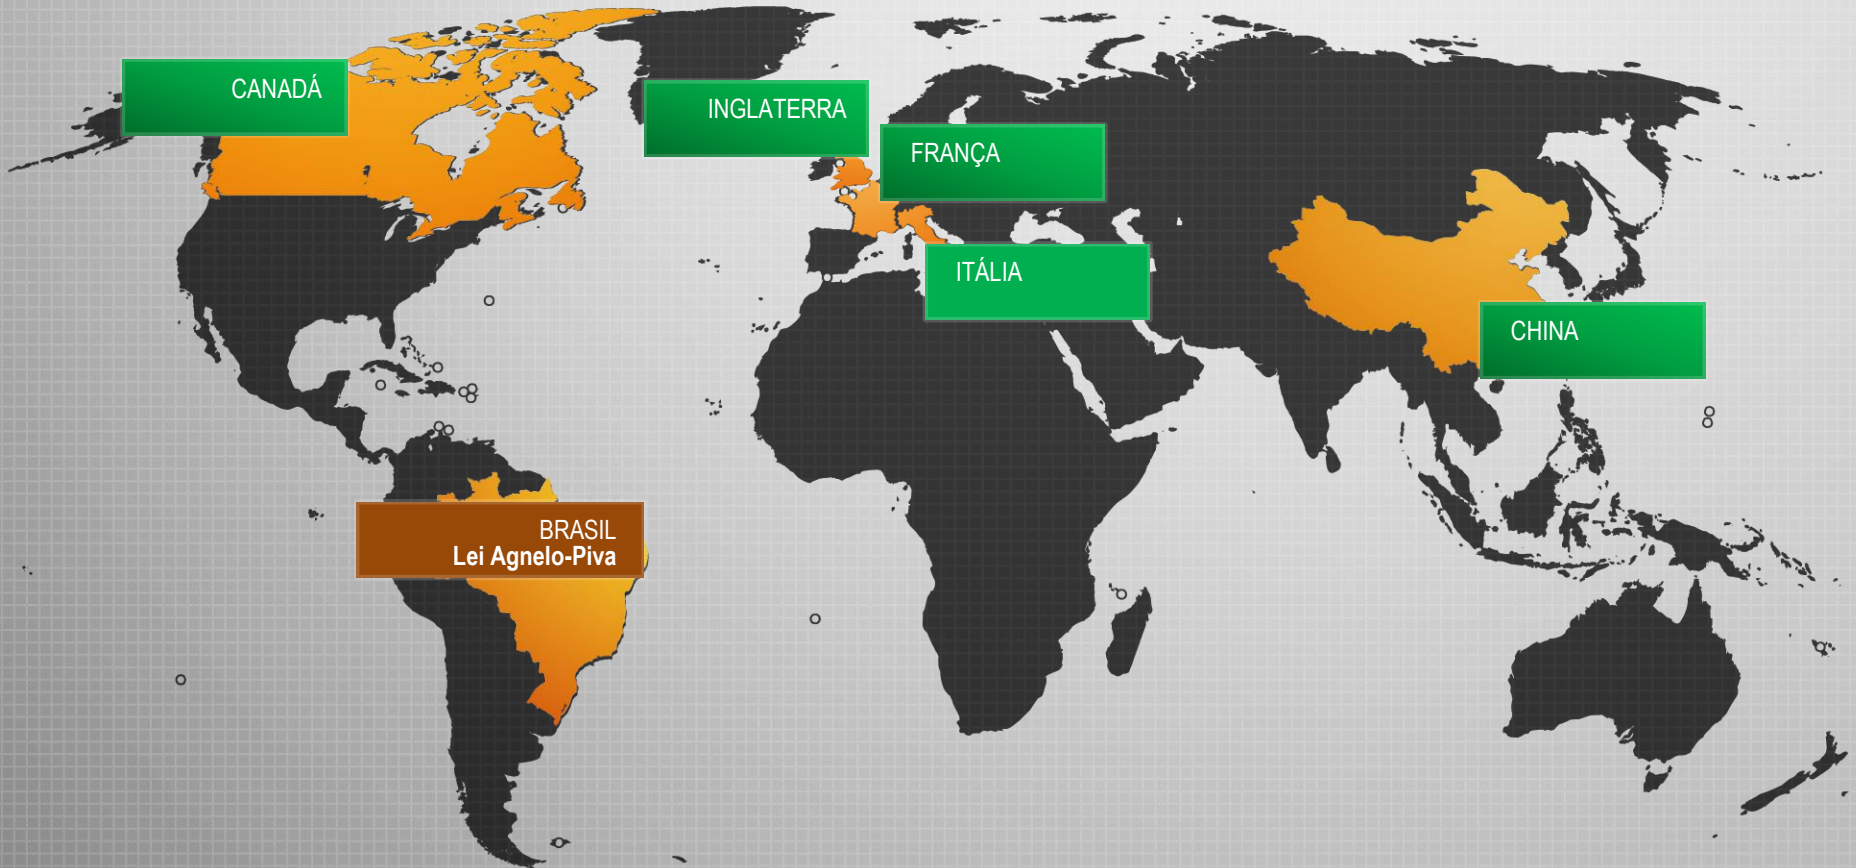 CANADÁ
INGLATERRA
FRANÇA
ITÁLIA
CHINA
BRASIL
Lei Agnelo-Piva